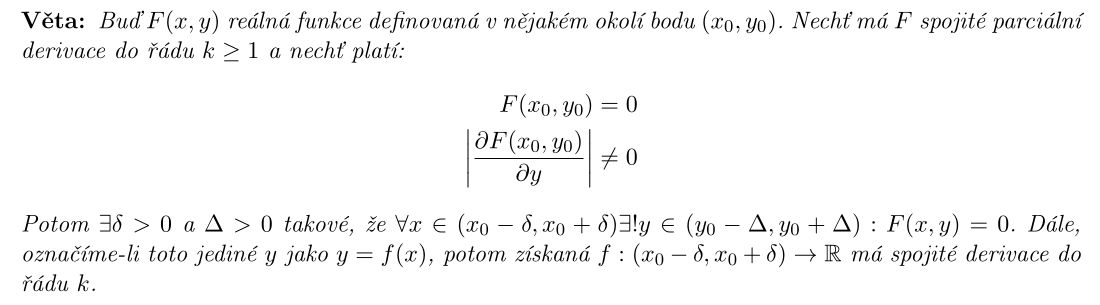 Věta: Buď F(x, y) reálná funkce definovaná v nějakém okolí bodu (x₀, y₀). Nechť má F spojité parciální
derivace do řádu k ≥ 1 a nechť platí:
F(x₀, y₀) = 0
|∂F(x₀, y₀)/∂y| ≠ 0
Potom ∃δ > 0 a Δ > 0 takové, že ∀x ∈ (x₀ − δ, x₀ + δ)∃!y ∈ (y₀ − Δ, y₀ + Δ) : F(x, y) = 0. Dále,
označíme-li toto jediné y jako y = f(x), potom získaná f : (x₀ − δ, x₀ + δ) → ℝ má spojité derivace do
řádu k.